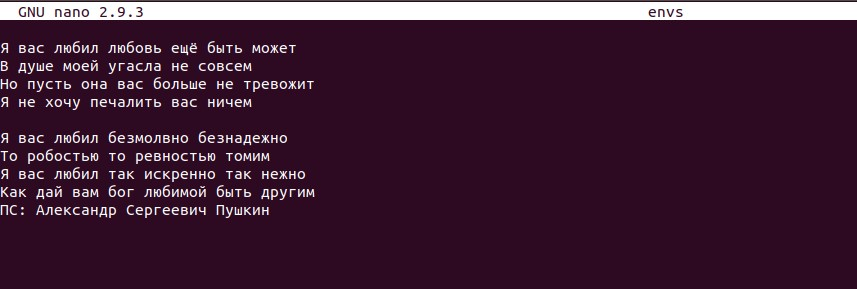 GNU nano 2.9.3 envs
Я вас любил любовь ещё быть может
В душе моей угасла не совсем
Но пусть она вас больше не тревожит
Я не хочу печалить вас ничем
Я вас любил безмолвно безнадежно
То робостью то ревностью томим
Я вас любил так искренно так нежно
Как дай вам бог любимой быть другим
ПС: Александр Сергеевич Пушкин